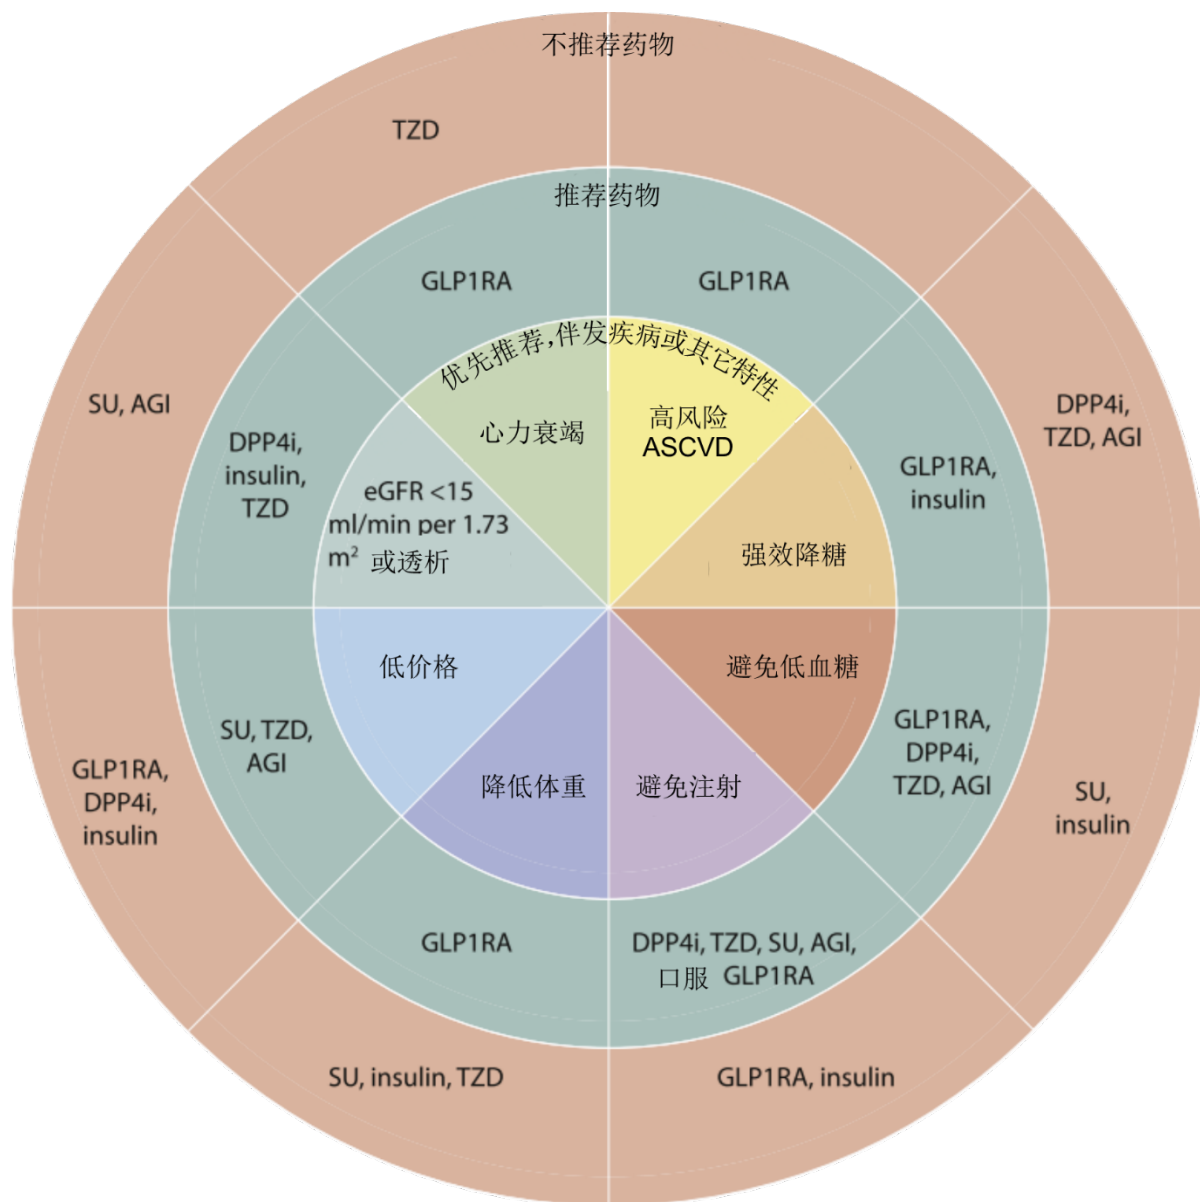 不推荐药物
TZD
推荐药物
GLP1RA
GLP1RA
优先推荐,伴发疾病或其它特性
SU, AGI
DPP4i,
insulin,
TZD
心力衰竭
高风险
ASCVD
DPP4i,
TZD, AGI
GLP1RA,
insulin
eGFR <15
ml/min per 1.73
m² 或透析
强效降糖
低价格
避免低血糖
SU, TZD,
AGI
GLP1RA,
DPP4i,
TZD, AGI
GLP1RA,
DPP4i,
insulin
降低体重
避免注射
SU,
insulin
GLP1RA
DPP4i, TZD, SU, AGI,
口服 GLP1RA
SU, insulin, TZD
GLP1RA, insulin